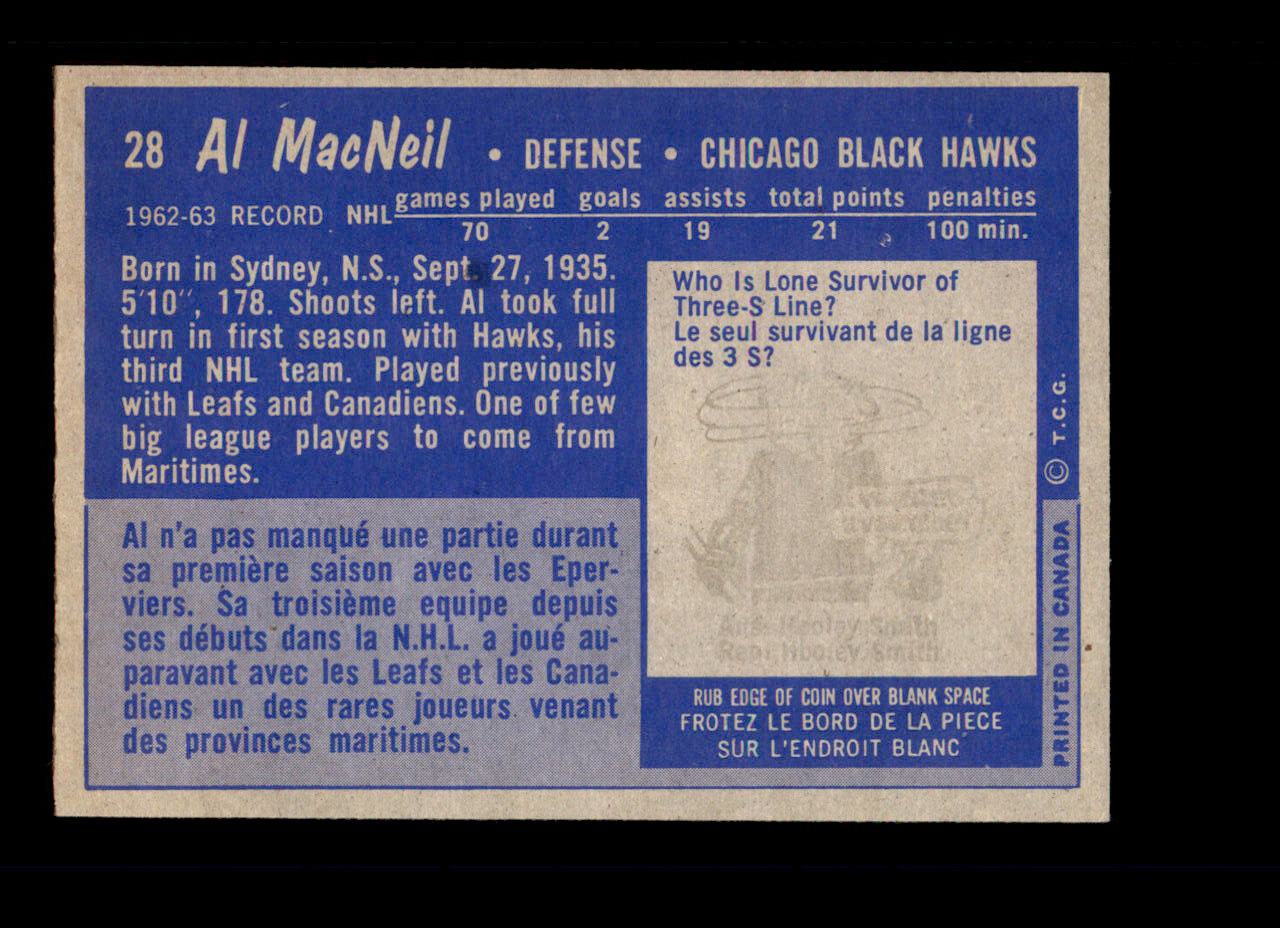 28 Al MacNeil • DEFENSE • CHICAGO BLACK HAWKS
games played goals assists total points penalties
1962-63 RECORD NHL
70 2 19 21 100 min.
Born in Sydney, N.S., Sept. 27, 1935.
5'10", 178. Shoots left. Al took full
turn in first season with Hawks, his
third NHL team. Played previously
with Leafs and Canadiens. One of few
big league players to come from
Maritimes.
Al n'a pas manqué une partie durant
sa première saison avec les Eper-
viers. Sa troisième equipe depuis
ses débuts dans la N.H.L. a joué au-
paravant avec les Leafs et les Cana-
diens un des rares joueurs venant
des provinces maritimes.
Who Is Lone Survivor of
Three-S Line?
Le seul survivant de la ligne
des 3 S?
Ans: Hooley Smith
Rep: Hooley Smith
RUB EDGE OF COIN OVER BLANK SPACE
FROTEZ LE BORD DE LA PIECE
SUR L'ENDROIT BLANC
PRINTED IN CANADA © T.C.G.